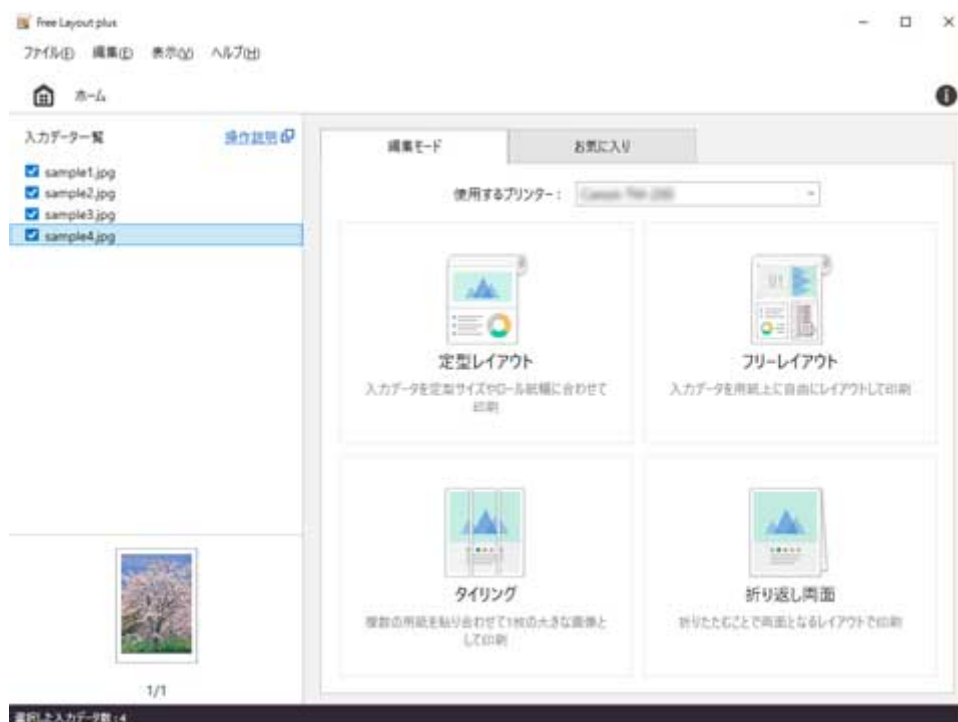 Free Layout plus
ファイル(F) 編集(E) 表示(V) ヘルプ(H)
ホーム
入力データ一覧 操作説明
sample1.jpg
sample2.jpg
sample3.jpg
sample4.jpg
編集モード お気に入り
使用するプリンター:
定型レイアウト
入力データを定型サイズやロール紙幅に合わせて
印刷
フリーレイアウト
入力データを用紙上に自由にレイアウトして印刷
タイリング
複数の用紙を貼り合わせて1枚の大きな画像と
して印刷
折り返し両面
折りたたむことで両面となるレイアウトで印刷
1/1
選択した入力データ数:4